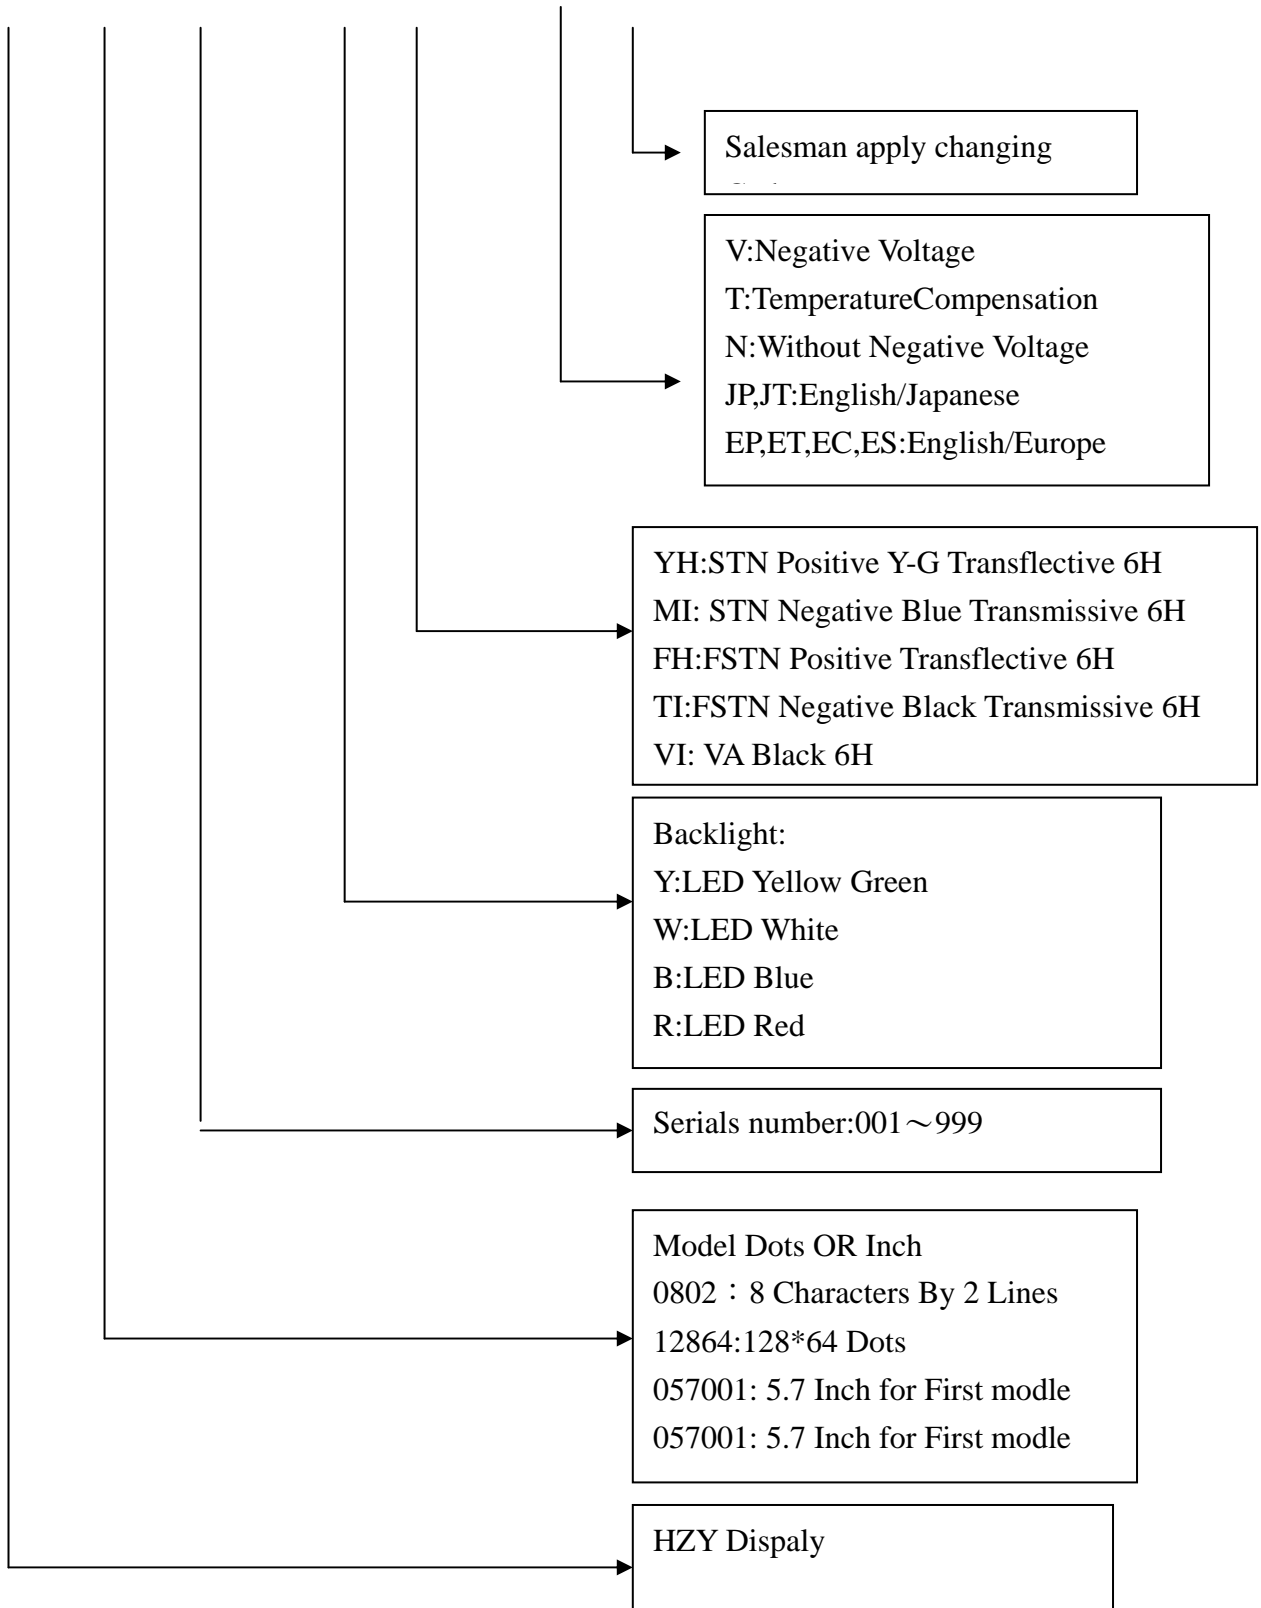 Salesman apply changing
V:Negative Voltage
T:TemperatureCompensation
N:Without Negative Voltage
JP,JT:English/Japanese
EP,ET,EC,ES:English/Europe
YH:STN Positive Y-G Transflective 6H
MI: STN Negative Blue Transmissive 6H
FH:FSTN Positive Transflective 6H
TI:FSTN Negative Black Transmissive 6H
VI: VA Black 6H
Backlight:
Y:LED Yellow Green
W:LED White
B:LED Blue
R:LED Red
Serials number:001～999
Model Dots OR Inch
0802：8 Characters By 2 Lines
12864:128*64 Dots
057001: 5.7 Inch for First modle
057001: 5.7 Inch for First modle
HZY Dispaly